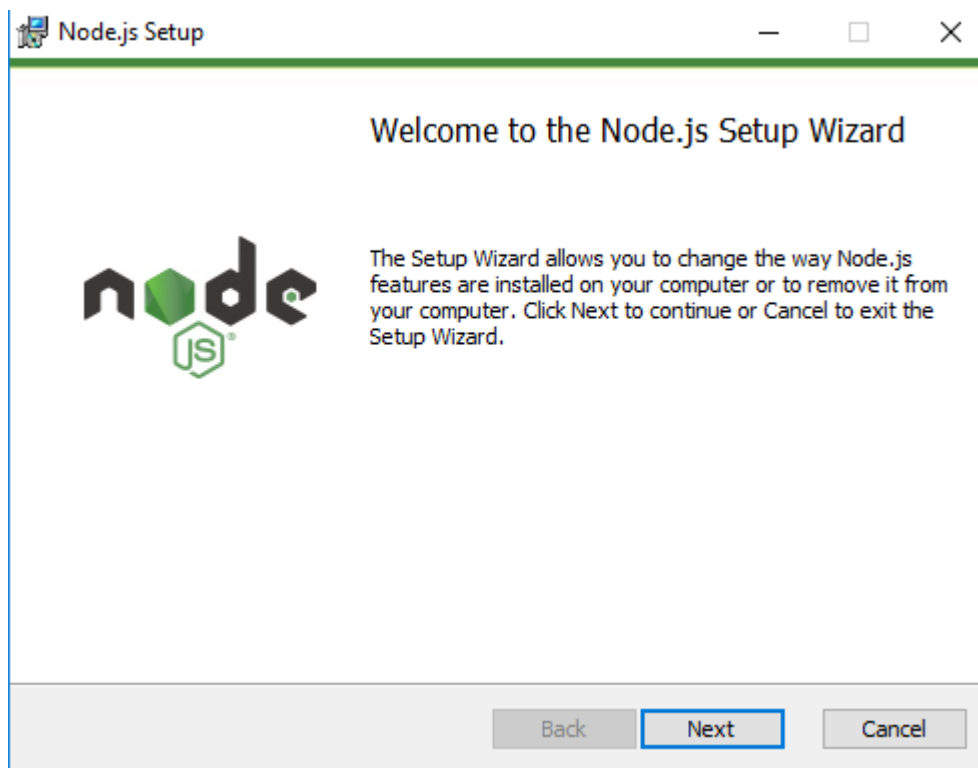 Node.js Setup
Welcome to the Node.js Setup Wizard
The Setup Wizard allows you to change the way Node.js
features are installed on your computer or to remove it from
your computer. Click Next to continue or Cancel to exit the
Setup Wizard.
node
JS
Back Next Cancel